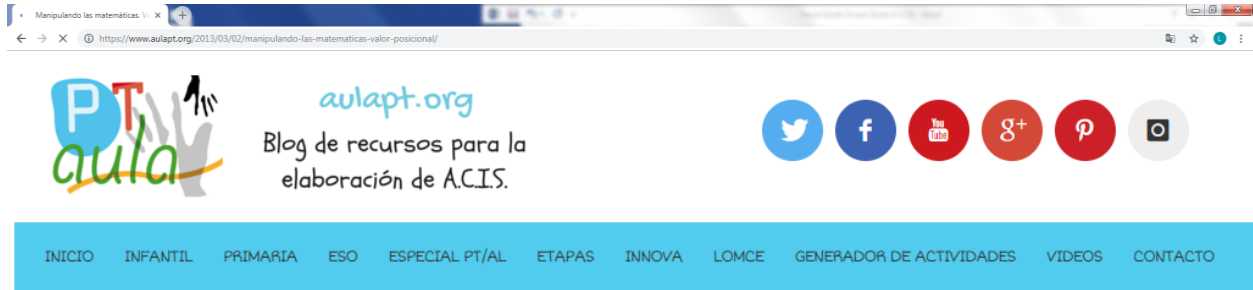 Manipulando las matemáticas. V
https://www.aulapt.org/2013/03/02/manipulando-las-matematicas-valor-posicional/
L
PT
aula
aulapt.org
Blog de recursos para la
elaboración de A.C.I.S.
f
You
Tube
g+
INICIO INFANTIL PRIMARIA ESO ESPECIAL PT/AL ETAPAS INNOVA LOMCE GENERADOR DE ACTIVIDADES VIDEOS CONTACTO